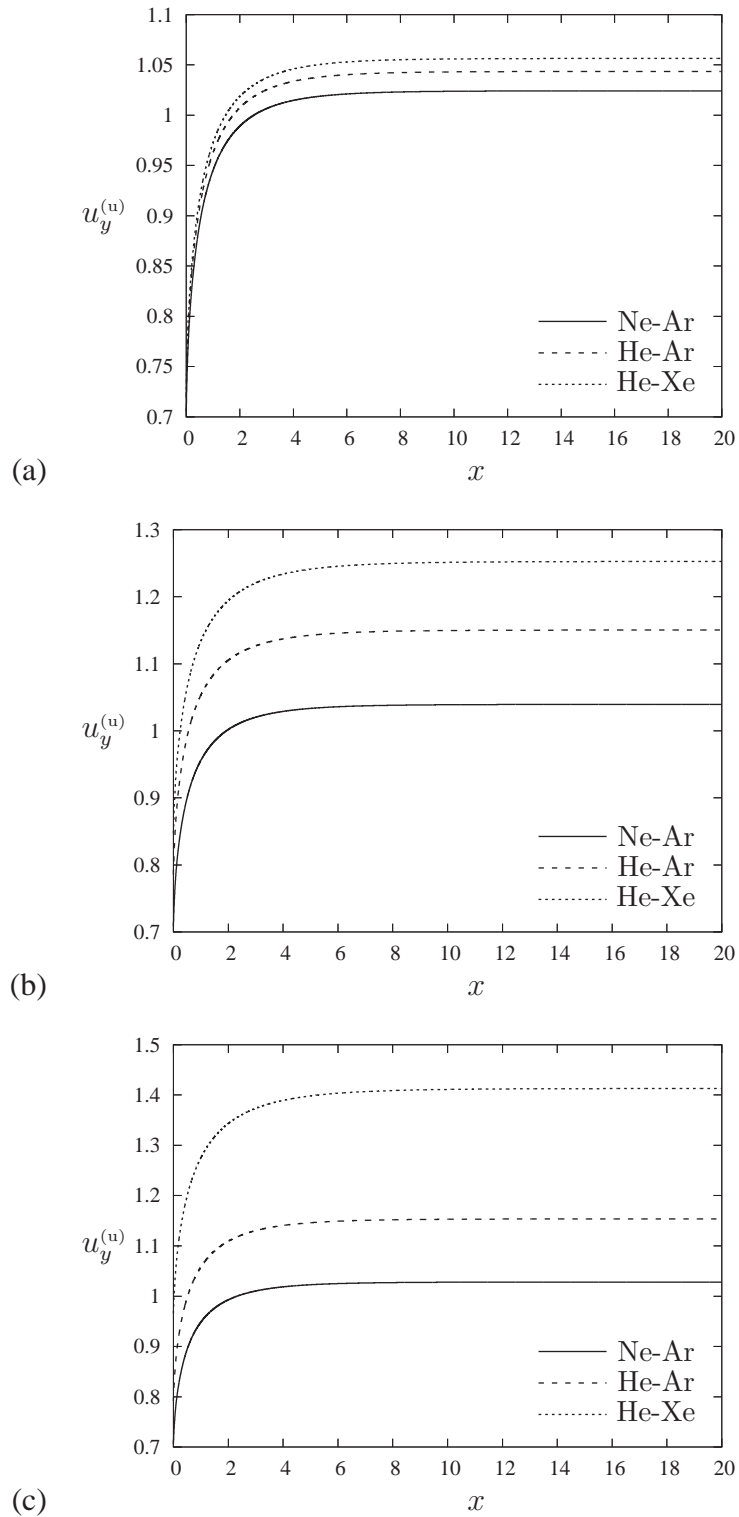 1.1
1.05
1
0.95
0.9
0.85
0.8
0.75
0.7
u_y^(u)
Ne-Ar
He-Ar
He-Xe
0 2 4 6 8 10 12 14 16 18 20
x
(a)
1.3
1.2
1.1
1
0.9
0.8
0.7
u_y^(u)
Ne-Ar
He-Ar
He-Xe
0 2 4 6 8 10 12 14 16 18 20
x
(b)
1.5
1.4
1.3
1.2
1.1
1
0.9
0.8
0.7
u_y^(u)
Ne-Ar
He-Ar
He-Xe
0 2 4 6 8 10 12 14 16 18 20
x
(c)